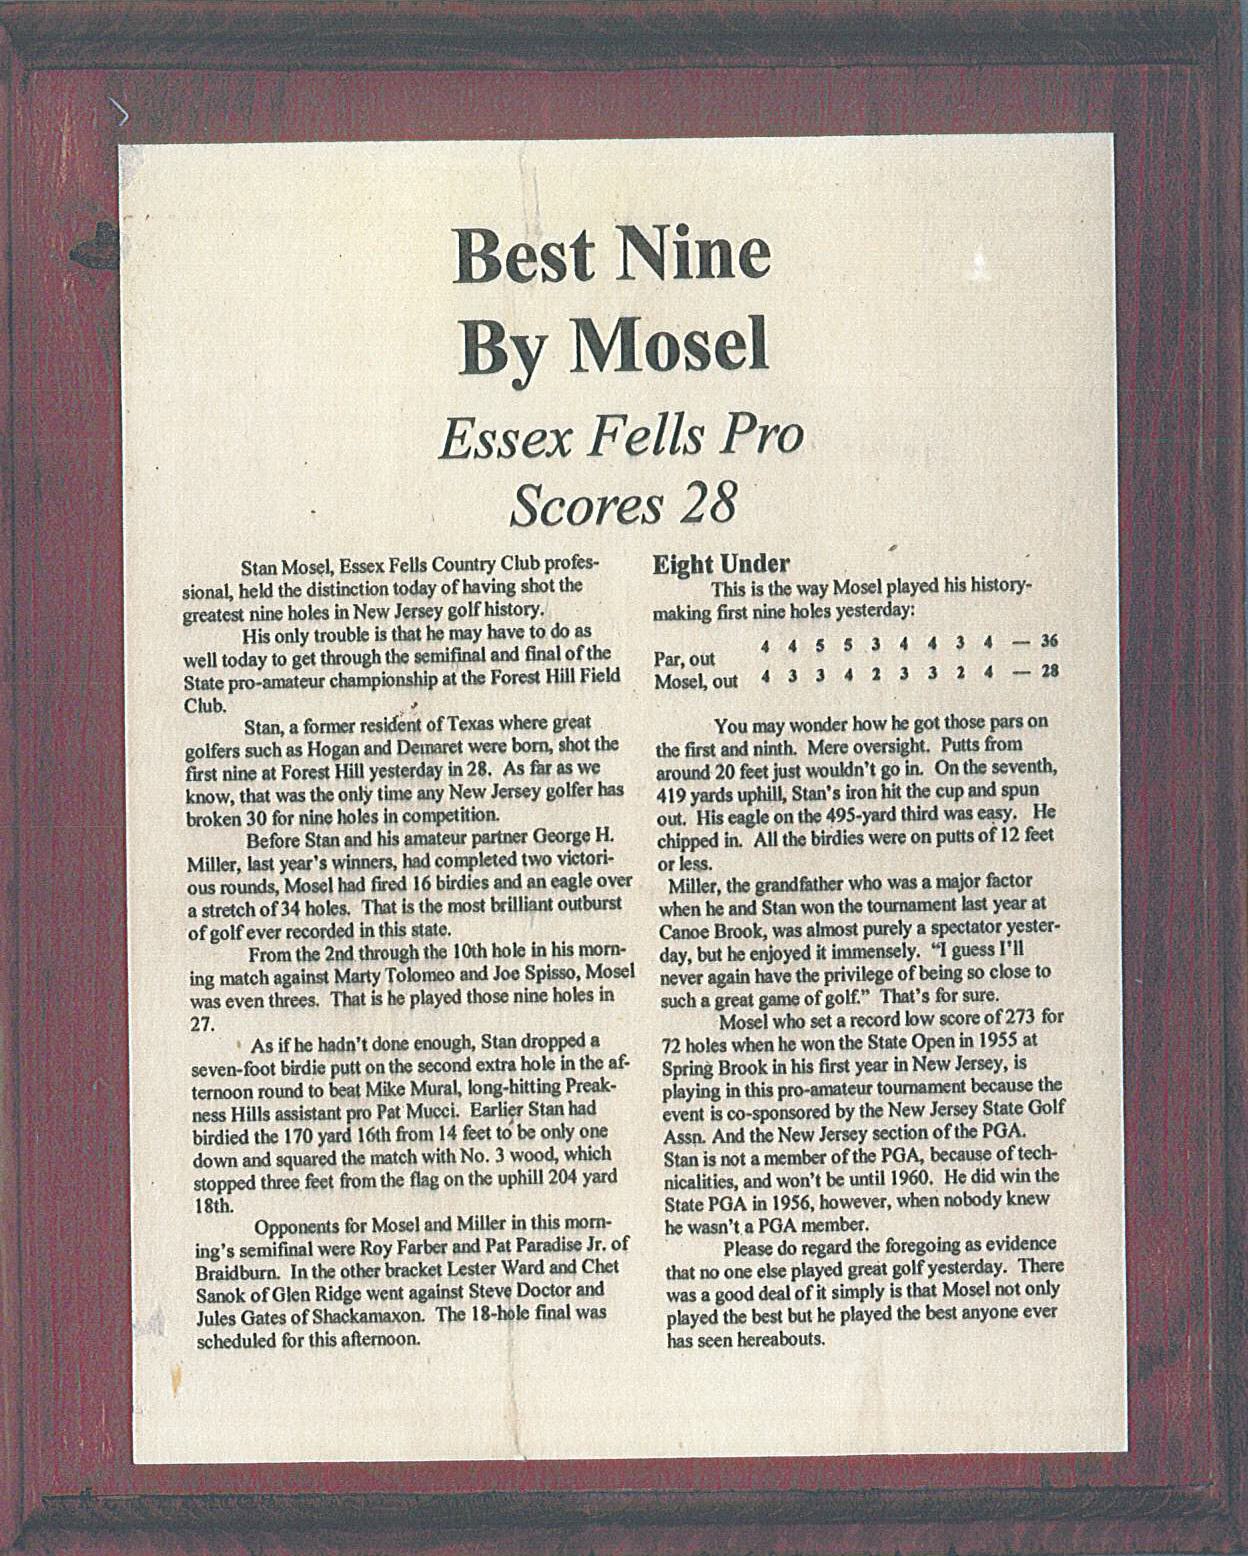 Best Nine
By Mosel
Essex Fells Pro
Scores 28
Stan Mosel, Essex Fells Country Club profes-
sional, held the distinction today of having shot the
greatest nine holes in New Jersey golf history.
His only trouble is that he may have to do as
well today to get through the semifinal and final of the
State pro-amateur championship at the Forest Hill Field
Club.
Stan, a former resident of Texas where great
golfers such as Hogan and Demaret were born, shot the
first nine at Forest Hill yesterday in 28. As far as we
know, that was the only time any New Jersey golfer has
broken 30 for nine holes in competition.
Before Stan and his amateur partner George H.
Miller, last year's winners, had completed two victori-
ous rounds, Mosel had fired 16 birdies and an eagle over
a stretch of 34 holes. That is the most brilliant outburst
of golf ever recorded in this state.
From the 2nd through the 10th hole in his morn-
ing match against Marty Tolomeo and Joe Spisso, Mosel
was even threes. That is he played those nine holes in
27.
As if he hadn't done enough, Stan dropped a
seven-foot birdie putt on the second extra hole in the af-
ternoon round to beat Mike Mural, long-hitting Preak-
ness Hills assistant pro Pat Mucci. Earlier Stan had
birdied the 170 yard 16th from 14 feet to be only one
down and squared the match with No. 3 wood, which
stopped three feet from the flag on the uphill 204 yard
18th.
Opponents for Mosel and Miller in this morn-
ing's semifinal were Roy Farber and Pat Paradise Jr. of
Braidburn. In the other bracket Lester Ward and Chet
Sanok of Glen Ridge went against Steve Doctor and
Jules Gates of Shackamaxon. The 18-hole final was
scheduled for this afternoon.
Eight Under
This is the way Mosel played his history-
making first nine holes yesterday:
Par, out 4 4 5 5 3 4 4 3 4 — 36
Mosel, out 4 3 3 4 2 3 3 2 4 — 28
You may wonder how he got those pars on
the first and ninth. Mere oversight. Putts from
around 20 feet just wouldn't go in. On the seventh,
419 yards uphill, Stan's iron hit the cup and spun
out. His eagle on the 495-yard third was easy. He
chipped in. All the birdies were on putts of 12 feet
or less.
Miller, the grandfather who was a major factor
when he and Stan won the tournament last year at
Canoe Brook, was almost purely a spectator yester-
day, but he enjoyed it immensely. "I guess I'll
never again have the privilege of being so close to
such a great game of golf." That's for sure.
Mosel who set a record low score of 273 for
72 holes when he won the State Open in 1955 at
Spring Brook in his first year in New Jersey, is
playing in this pro-amateur tournament because the
event is co-sponsored by the New Jersey State Golf
Assn. And the New Jersey section of the PGA.
Stan is not a member of the PGA, because of tech-
nicalities, and won't be until 1960. He did win the
State PGA in 1956, however, when nobody knew
he wasn't a PGA member.
Please do regard the foregoing as evidence
that no one else played great golf yesterday. There
was a good deal of it simply is that Mosel not only
played the best but he played the best anyone ever
has seen hereabouts.